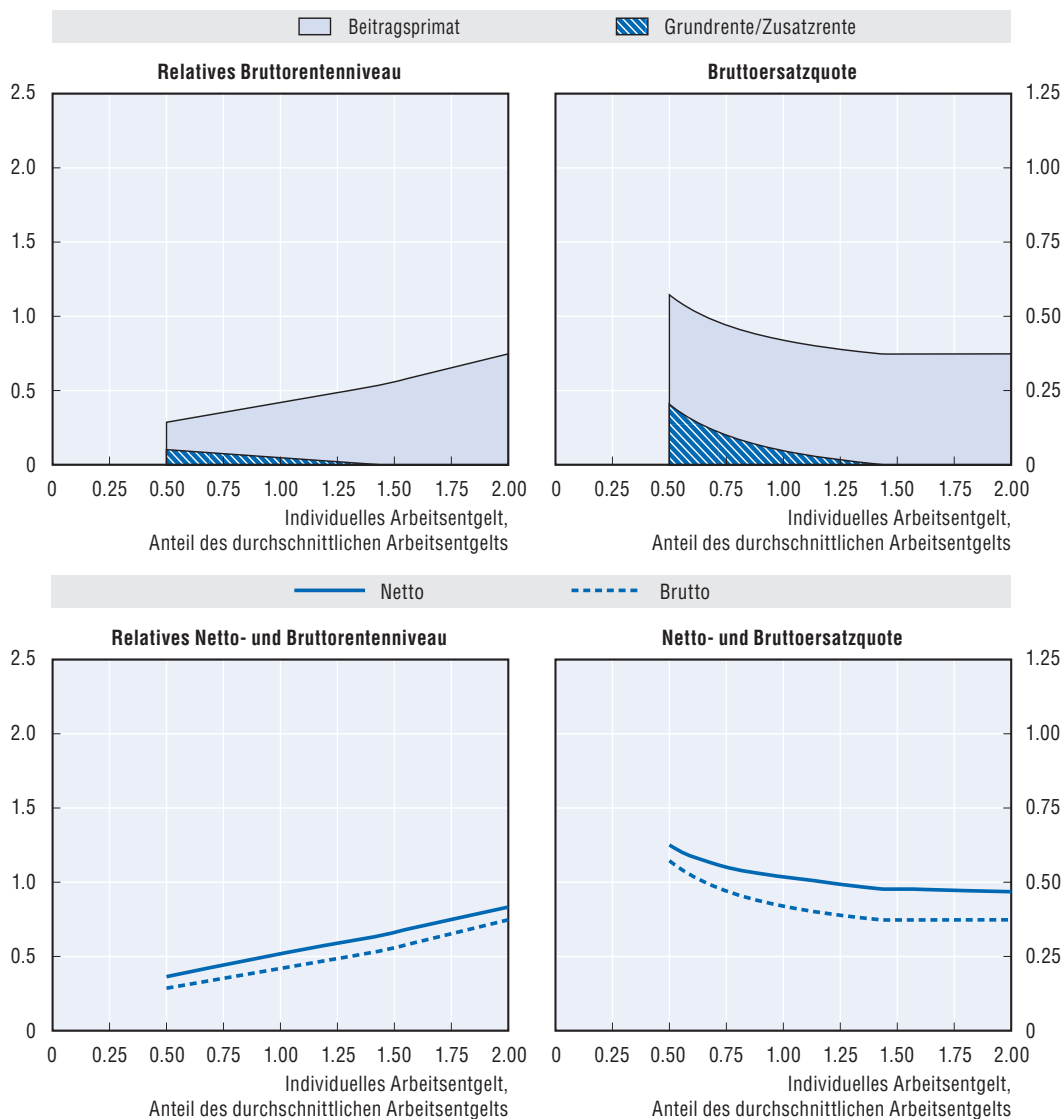 Beitragsprimat Grundrente/Zusatzrente
Relatives Bruttorentenniveau
2.5
2.0
1.5
1.0
0.5
0
0 0.25 0.50 0.75 1.00 1.25 1.50 1.75 2.00
Individuelles Arbeitsentgelt,
Anteil des durchschnittlichen Arbeitsentgelts
Bruttoersatzquote
1.25
1.00
0.75
0.50
0.25
0
0 0.25 0.50 0.75 1.00 1.25 1.50 1.75 2.00
Individuelles Arbeitsentgelt,
Anteil des durchschnittlichen Arbeitsentgelts
Netto Brutto
Relatives Netto- und Bruttorentenniveau
2.5
2.0
1.5
1.0
0.5
0
0 0.25 0.50 0.75 1.00 1.25 1.50 1.75 2.00
Individuelles Arbeitsentgelt,
Anteil des durchschnittlichen Arbeitsentgelts
Netto- und Bruttoersatzquote
1.25
1.00
0.75
0.50
0.25
0
0 0.25 0.50 0.75 1.00 1.25 1.50 1.75 2.00
Individuelles Arbeitsentgelt,
Anteil des durchschnittlichen Arbeitsentgelts